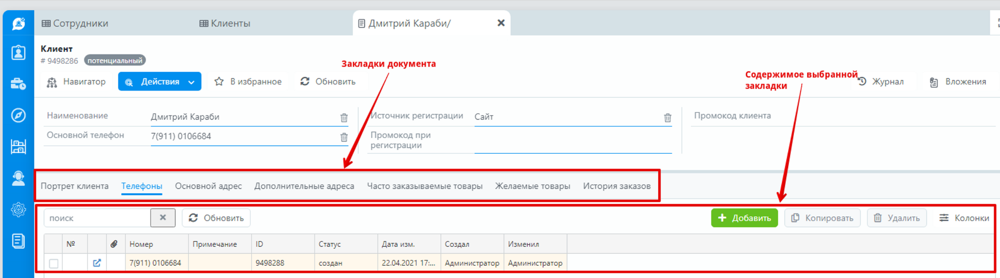 Сотрудники
Клиенты
Дмитрий Караби/
Клиент
# 9498286 потенциальный
Закладки документа
Содержимое выбранной
закладки
Навигатор Действия В избранное Обновить Журнал Вложения
Наименование Дмитрий Караби
Основной телефон 7(911) 0106684
Источник регистрации Сайт
Промокод при
регистрации
Промокод клиента
Портрет клиента Телефоны Основной адрес Дополнительные адреса Часто заказываемые товары Желаемые товары История заказов
поиск Обновить Добавить Копировать Удалить Колонки
№ Номер Примечание ID Статус Дата изм. Создал Изменил
7(911) 0106684 9498288 создан 22.04.2021 17:... Администратор Администратор